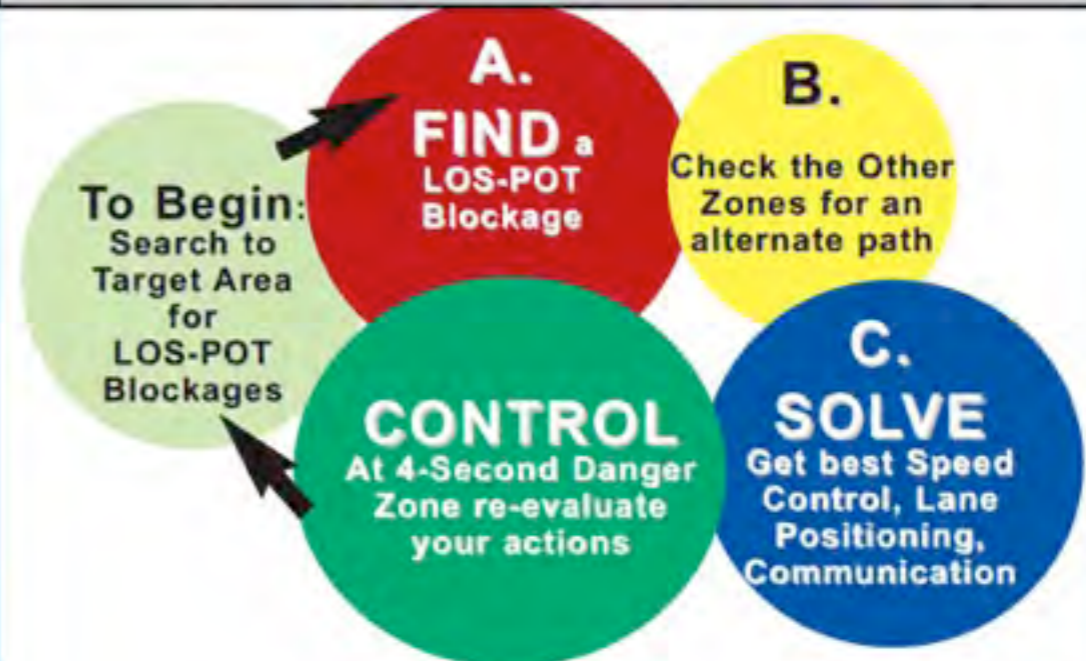 To Begin:
Search to
Target Area
for
LOS-POT
Blockages
A.
FIND a
LOS-POT
Blockage
B.
Check the Other
Zones for an
alternate path
C.
SOLVE
Get best Speed
Control, Lane
Positioning,
Communication
CONTROL
At 4-Second Danger
Zone re-evaluate
your actions